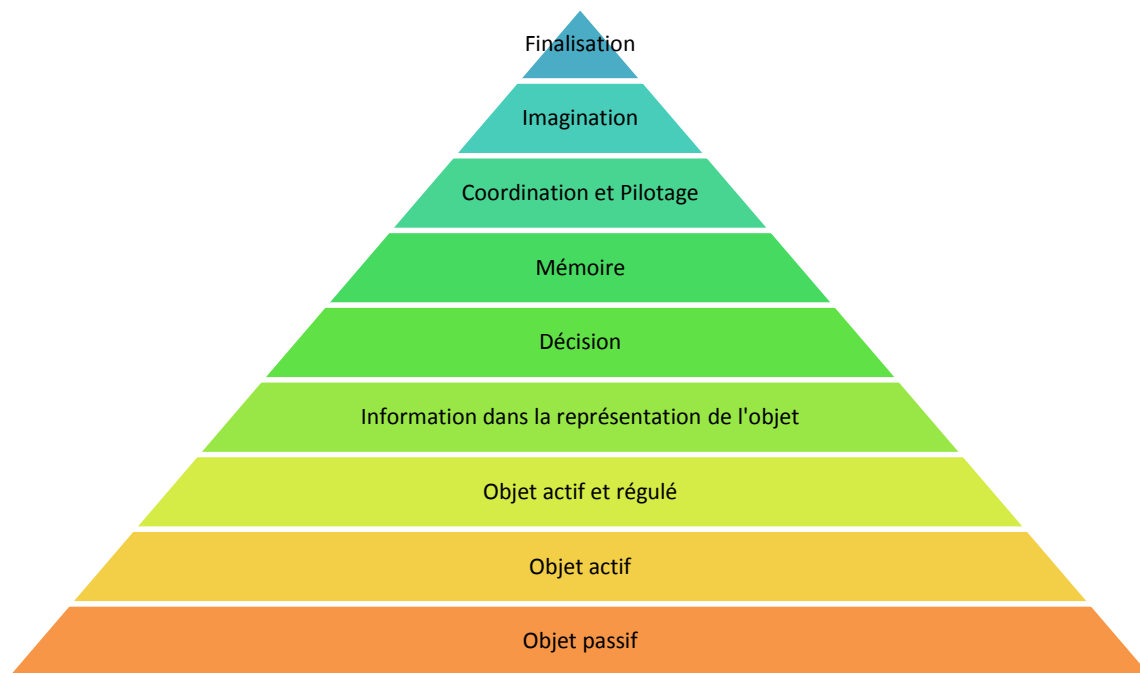 Finalisation
Imagination
Coordination et Pilotage
Mémoire
Décision
Information dans la représentation de l'objet
Objet actif et régulé
Objet actif
Objet passif